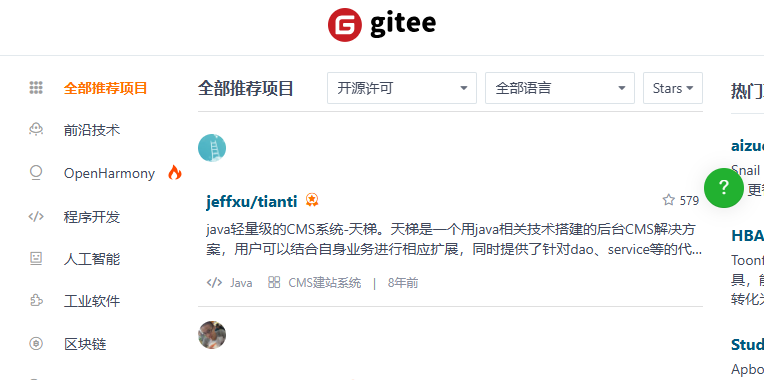 gitee
全部推荐项目
前沿技术
OpenHarmony
程序开发
人工智能
工业软件
区块链
全部推荐项目 开源许可 全部语言 Stars
jeffxu/tianti 579
java轻量级的CMS系统-天梯。天梯是一个用java相关技术搭建的后台CMS解决方
案，用户可以结合自身业务进行相应扩展，同时提供了针对dao、service等的代...
Java CMS建站系统 | 8年前
热门
aizu
Snail
?
更
HBA
Toonf
具，
转化为
Stud
Apbo